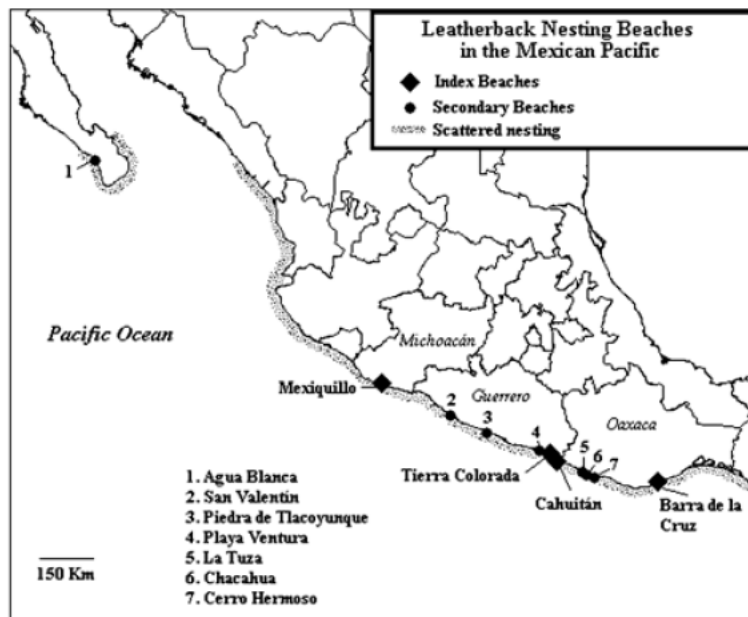 Leatherback Nesting Beaches
in the Mexican Pacific
Index Beaches
Secondary Beaches
Scattered nesting
1
Pacific Ocean
Michoacán
Mexiquillo
2
Guerrero
3
Oaxaca
4
5
6
7
Tierra Colorada
Cahuitán
Barra de la
Cruz
1. Agua Blanca
2. San Valentín
3. Piedra de Tlacoyunque
4. Playa Ventura
5. La Tuza
6. Chacahua
7. Cerro Hermoso
150 Km